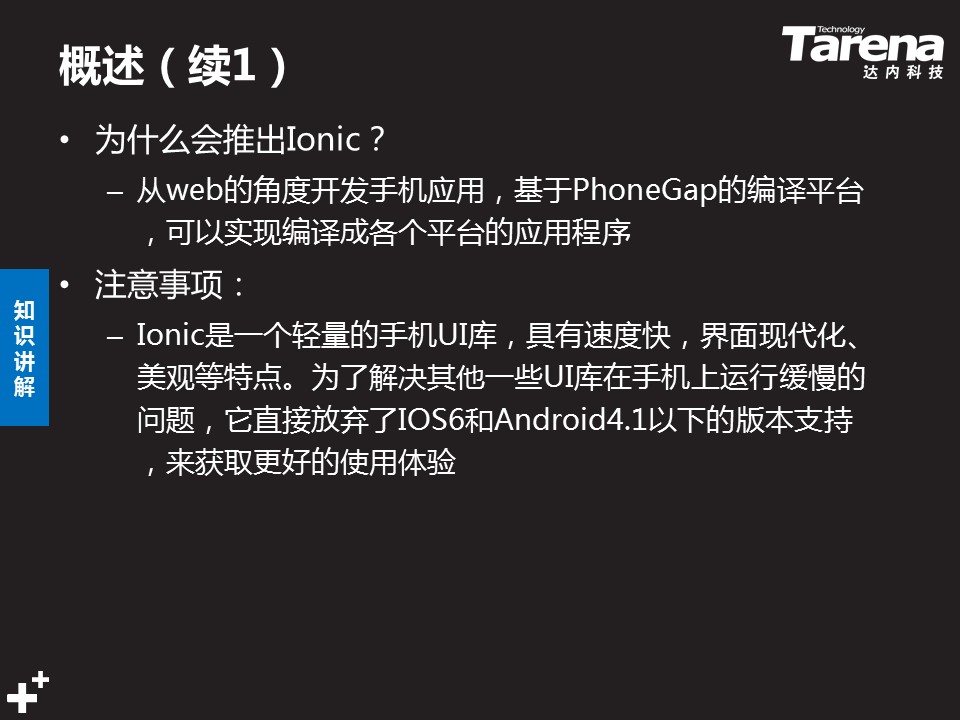 概述（续1）
Technology
Tarena
达内科技
• 为什么会推出Ionic？
– 从web的角度开发手机应用，基于PhoneGap的编译平台
，可以实现编译成各个平台的应用程序
• 注意事项：
– Ionic是一个轻量的手机UI库，具有速度快，界面现代化、
美观等特点。为了解决其他一些UI库在手机上运行缓慢的
问题，它直接放弃了IOS6和Android4.1以下的版本支持
，来获取更好的使用体验
知识讲解